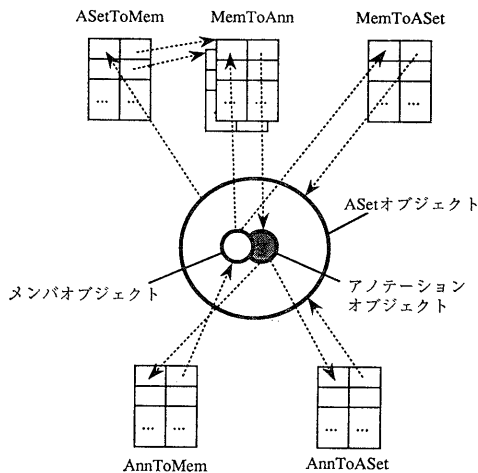 ASetToMem
MemToAnn
MemToASet
... ...
... ...
... ...
ASetオブジェクト
メンバオブジェクト
アノテーション
オブジェクト
... ...
... ...
AnnToMem
AnnToASet